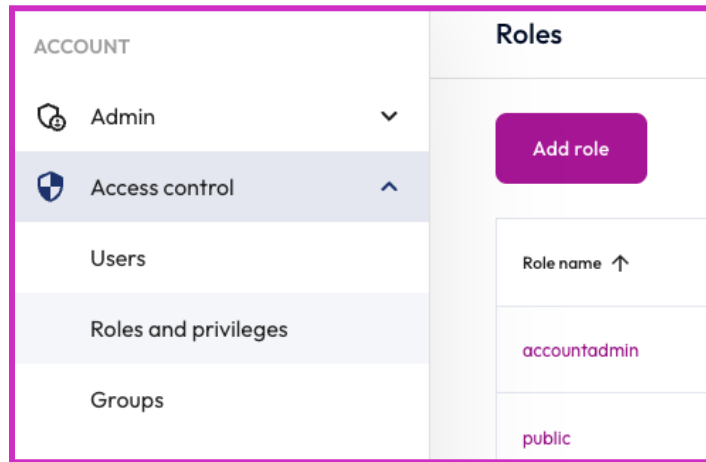 ACCOUNT
Admin
Access control
Users
Roles and privileges
Groups
Roles
Add role
Role name
accountadmin
public